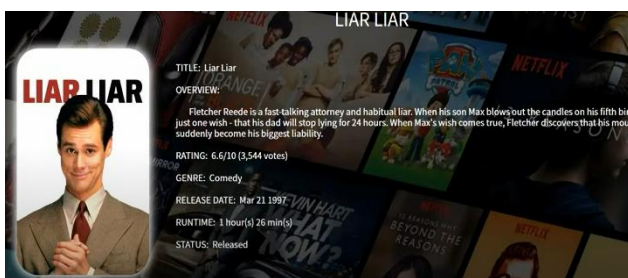 LIAR LIAR
NETFLIX
LIAR LIAR
TITLE: Liar Liar
ORANGE
NETFLIX
OVERVIEW:
Fletcher Reede is a fast-talking attorney and habitual liar. When his son Max blows out the candles on his fifth
just one wish - that his dad will stop lying for 24 hours. When Max's wish comes true, Fletcher discovers that his
suddenly become his biggest liability.
RATING: 6.6/10 (3,544 votes)
GENRE: Comedy
MIRROR
RELEASE DATE: Mar 21 1997
KEVIN HART
WHAT
NOW?
13 REASONS WHY
BEYOND THE
REASONS
NETFLIX
RUNTIME: 1 hour(s) 26 min(s)
STATUS: Released